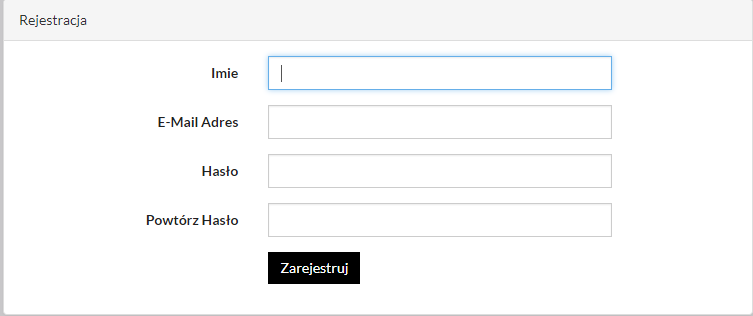 Rejestracja
Imie
E-Mail Adres
Hasło
Powtórz Hasło
Zarejestruj